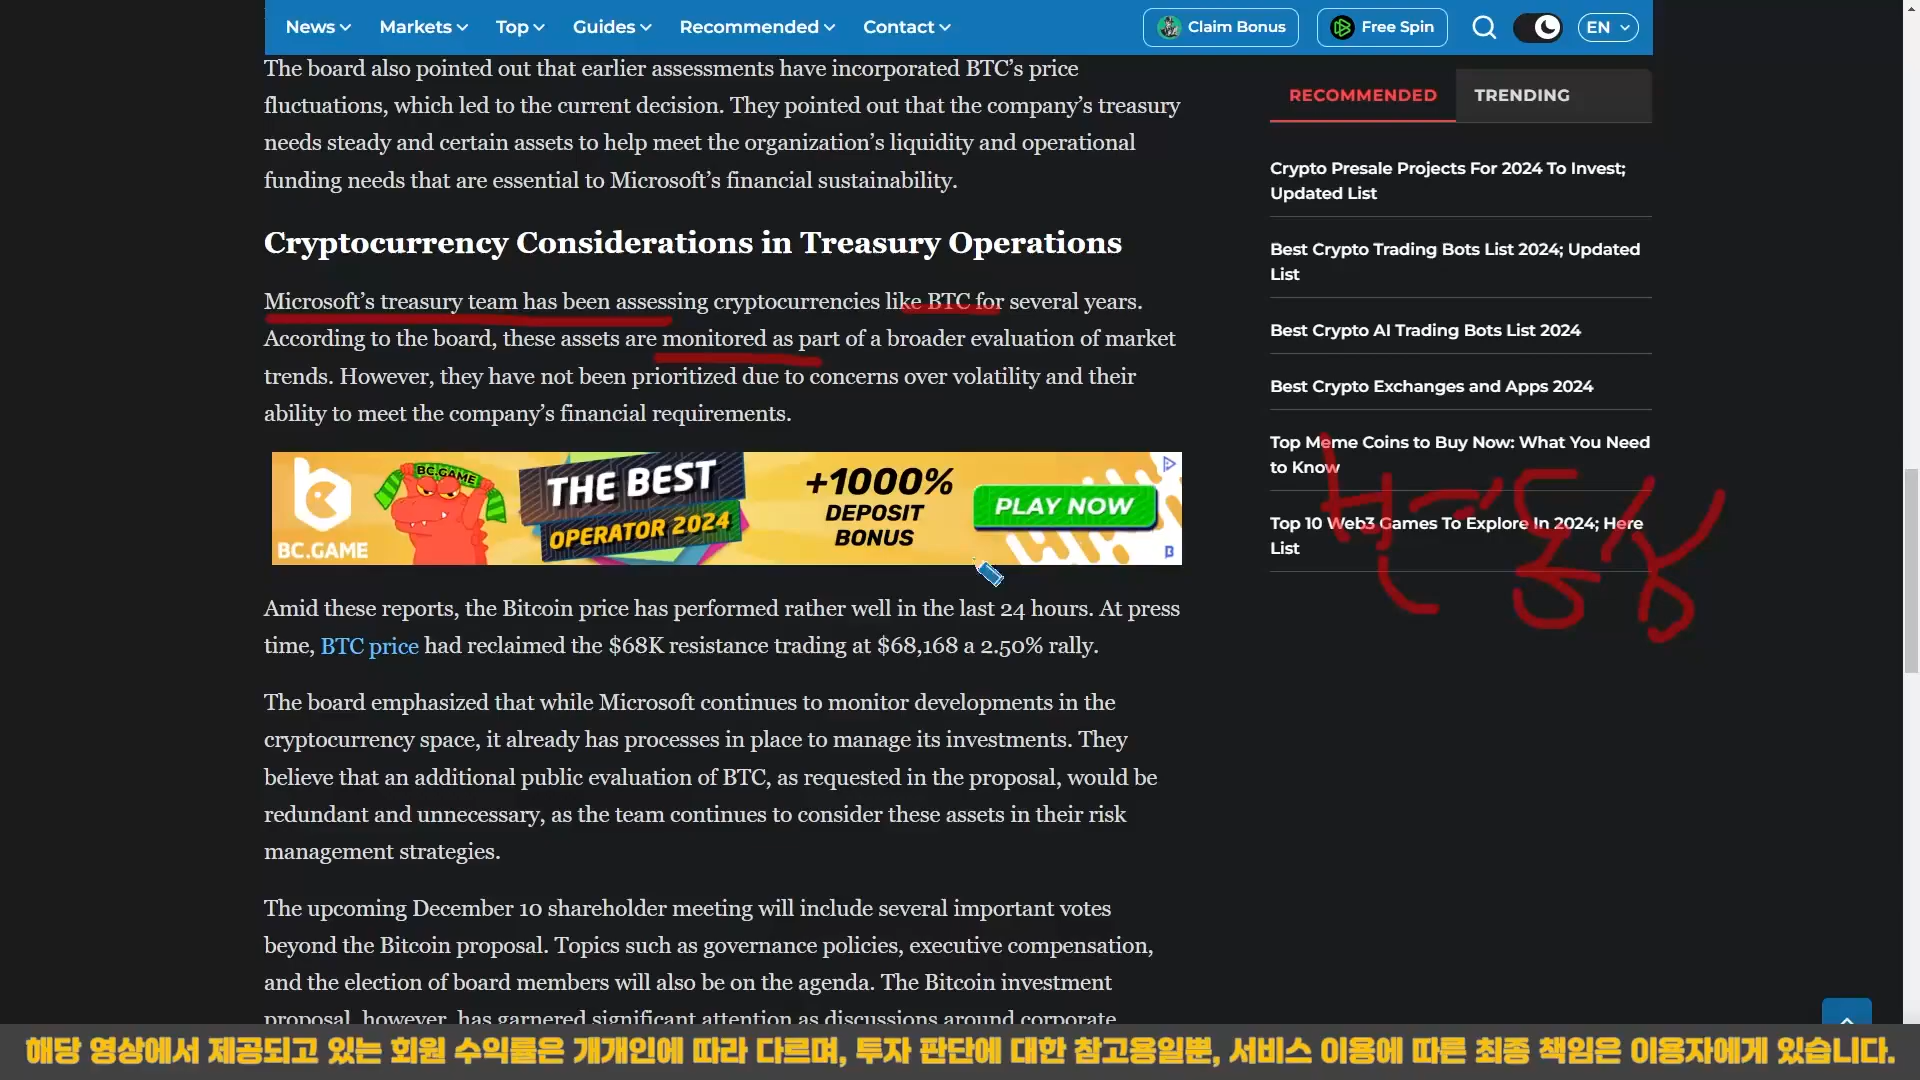 News Markets Top Guides Recommended Contact Claim Bonus Free Spin EN
The board also pointed out that earlier assessments have incorporated BTC’s price
fluctuations, which led to the current decision. They pointed out that the company’s treasury
needs steady and certain assets to help meet the organization’s liquidity and operational
funding needs that are essential to Microsoft’s financial sustainability.
Cryptocurrency Considerations in Treasury Operations
Microsoft’s treasury team has been assessing cryptocurrencies like BTC for several years.
According to the board, these assets are monitored as part of a broader evaluation of market
trends. However, they have not been prioritized due to concerns over volatility and their
ability to meet the company’s financial requirements.
BC.GAME
BC.GAME
THE BEST
OPERATOR 2024
+1000%
DEPOSIT
BONUS
PLAY NOW
Amid these reports, the Bitcoin price has performed rather well in the last 24 hours. At press
time, BTC price had reclaimed the $68K resistance trading at $68,168 a 2.50% rally.
The board emphasized that while Microsoft continues to monitor developments in the
cryptocurrency space, it already has processes in place to manage its investments. They
believe that an additional public evaluation of BTC, as requested in the proposal, would be
redundant and unnecessary, as the team continues to consider these assets in their risk
management strategies.
The upcoming December 10 shareholder meeting will include several important votes
beyond the Bitcoin proposal. Topics such as governance policies, executive compensation,
and the election of board members will also be on the agenda. The Bitcoin investment
proposal, however, has garnered significant attention as discussions around corporate
RECOMMENDED TRENDING
Crypto Presale Projects For 2024 To Invest;
Updated List
Best Crypto Trading Bots List 2024; Updated
List
Best Crypto AI Trading Bots List 2024
Best Crypto Exchanges and Apps 2024
Top Meme Coins to Buy Now: What You Need
to Know
Top 10 Web3 Games To Explore In 2024; Here
List
변동성
해당 영상에서 제공되고 있는 회원 수익률은 개개인에 따라 다르며, 투자 판단에 대한 참고용일뿐, 서비스 이용에 따른 최종 책임은 이용자에게 있습니다.